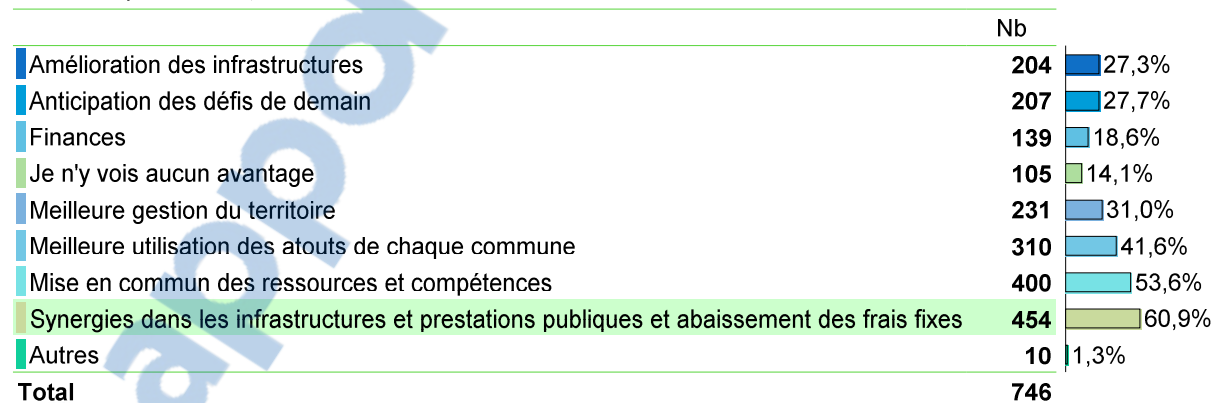 Nb
Amélioration des infrastructures 204 27,3%
Anticipation des défis de demain 207 27,7%
Finances 139 18,6%
Je n'y vois aucun avantage 105 14,1%
Meilleure gestion du territoire 231 31,0%
Meilleure utilisation des atouts de chaque commune 310 41,6%
Mise en commun des ressources et compétences 400 53,6%
Synergies dans les infrastructures et prestations publiques et abaissement des frais fixes 454 60,9%
Autres 10 1,3%
Total 746